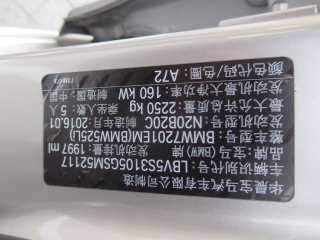 华晨宝马汽车有限公司制造
车辆识别代号 LBV5S3105GSM52117
品牌:宝马 (BMW) 发动机排量:1997 ml
整车型号:BMW7201EM(BMW525Li)
发动机型号:N20B20C 制造年月:2016.01
最大允许总质量:2250 kg 乘坐人数:5 人
发动机最大净功率:160 kW 制造国:中国
颜色代码/色圈:A72